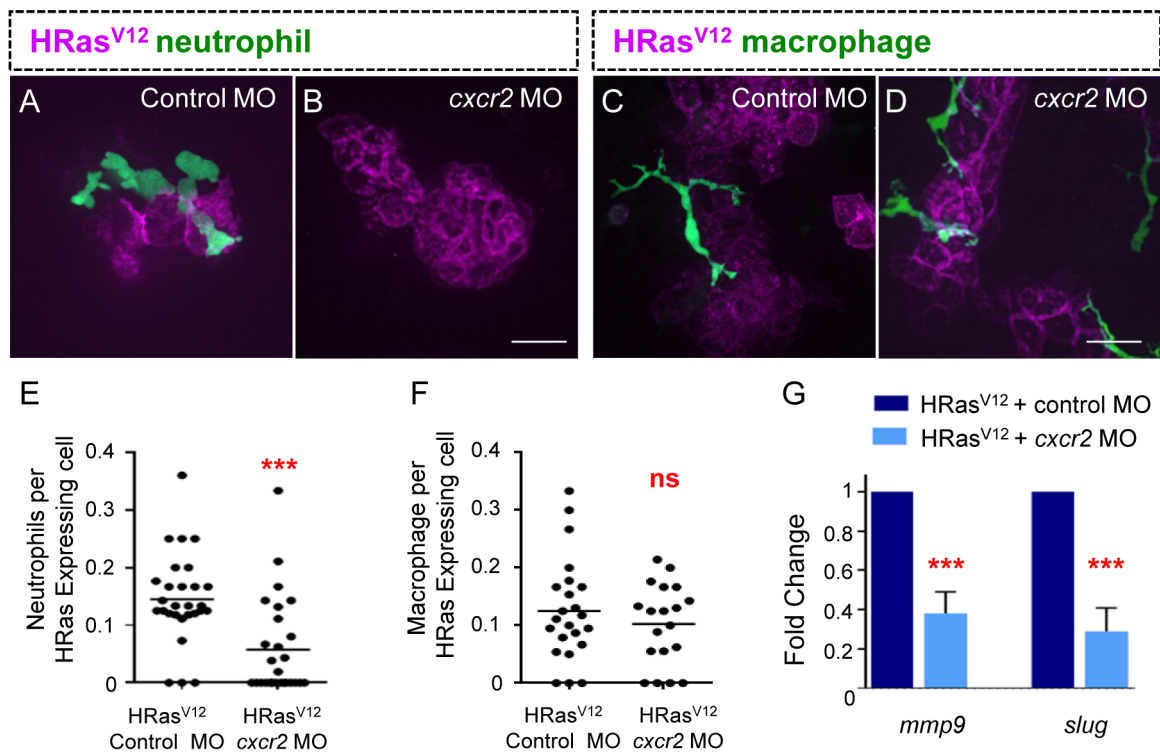 HRasV12 neutrophil
HRasV12 macrophage
A
Control MO
B
cxcr2 MO
C
Control MO
D
cxcr2 MO
E
Neutrophils per
HRas Expressing cell
0.4
0.3
0.2
0.1
0
***
HRasV12
Control MO
HRasV12
cxcr2 MO
F
Macrophage per
HRas Expressing cell
0.4
0.3
0.2
0.1
0
ns
HRasV12
Control MO
HRasV12
cxcr2 MO
G
HRasV12 + control MO
HRasV12 + cxcr2 MO
Fold Change
1
0.8
0.6
0.4
0.2
0
***
***
mmp9
slug